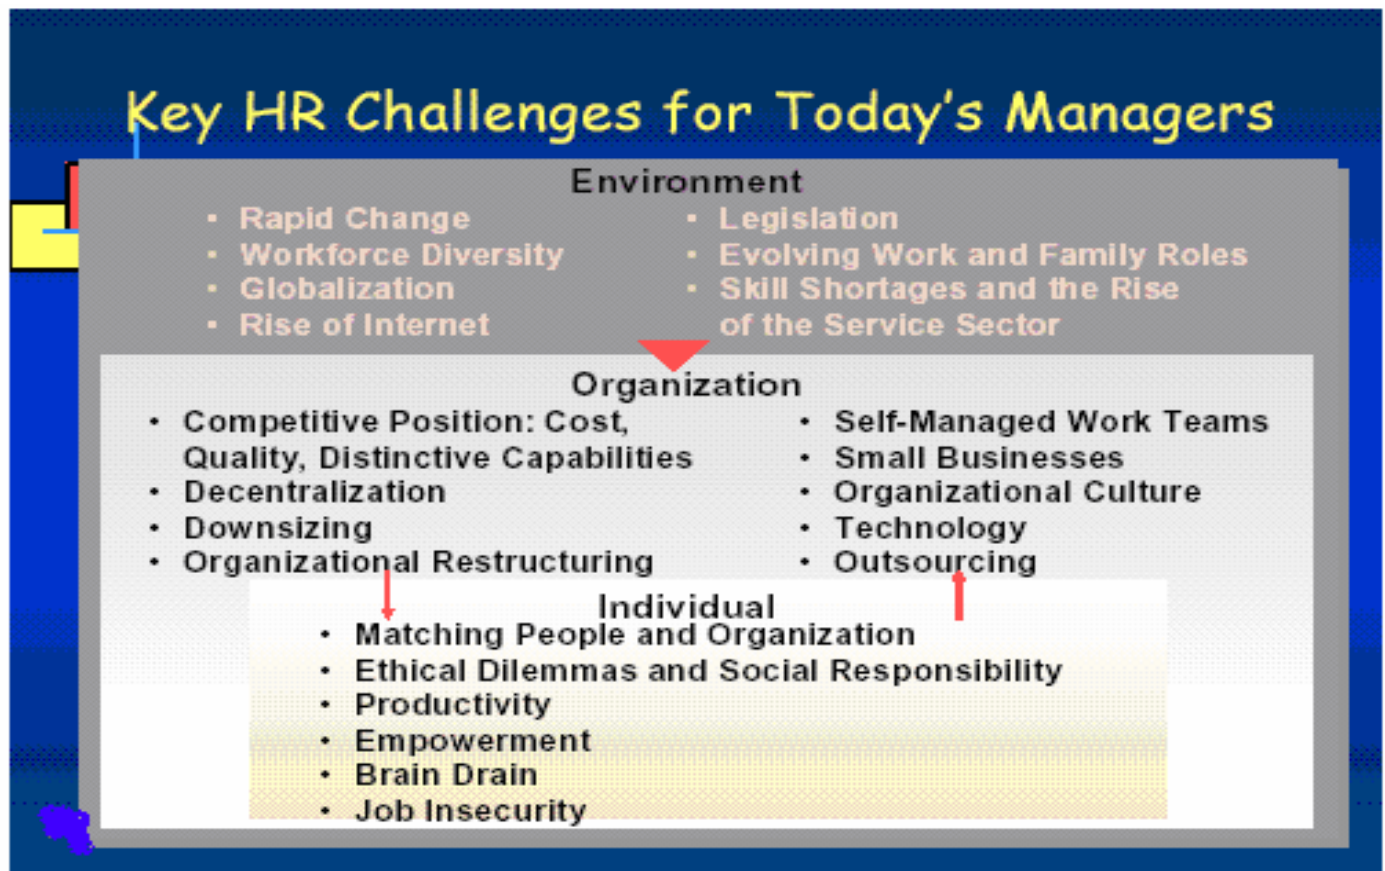 Key HR Challenges for Today's Managers
Environment
▪ Rapid Change
▪ Workforce Diversity
▪ Globalization
▪ Rise of Internet
▪ Legislation
▪ Evolving Work and Family Roles
▪ Skill Shortages and the Rise
of the Service Sector
Organization
• Competitive Position: Cost,
Quality, Distinctive Capabilities
• Decentralization
• Downsizing
• Organizational Restructuring
• Self-Managed Work Teams
• Small Businesses
• Organizational Culture
• Technology
• Outsourcing
Individual
• Matching People and Organization
• Ethical Dilemmas and Social Responsibility
• Productivity
• Empowerment
• Brain Drain
• Job Insecurity